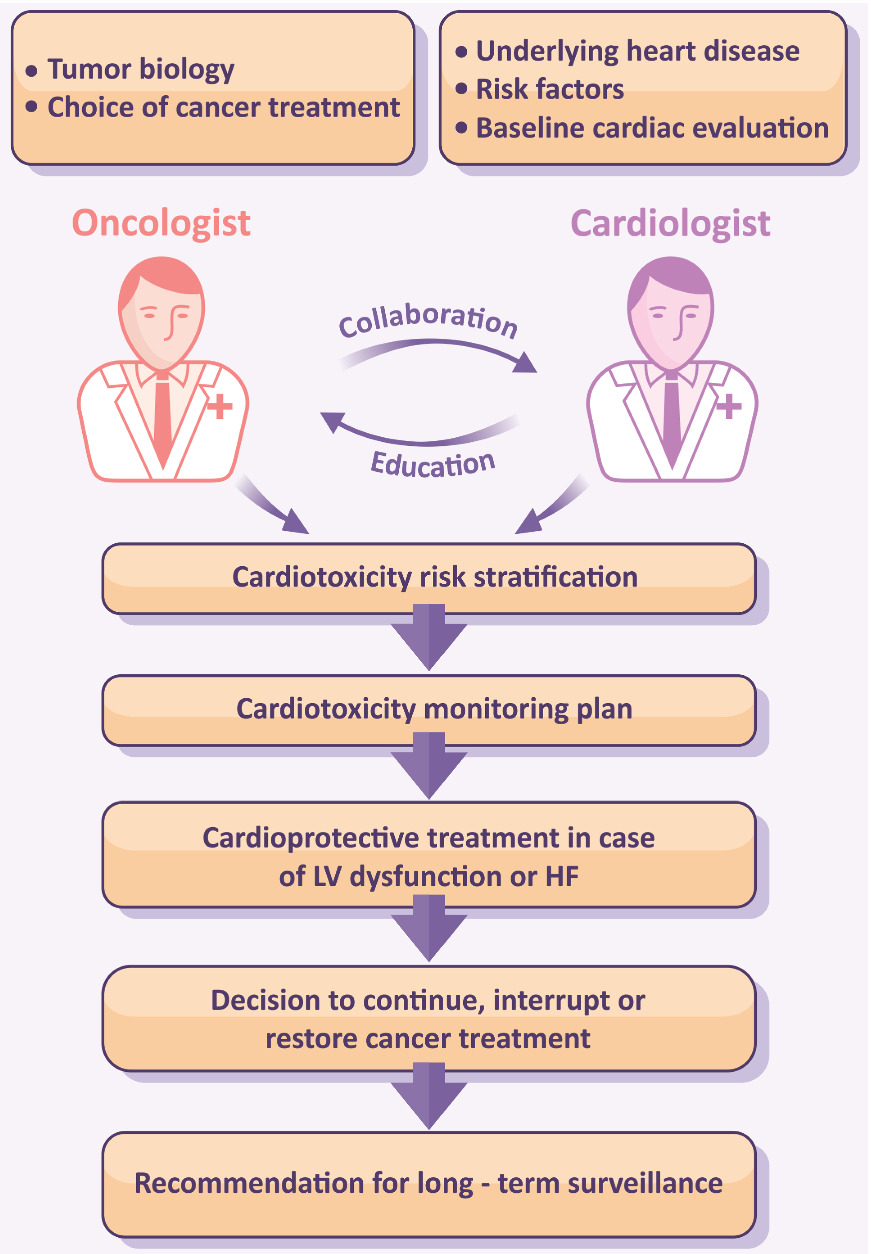 • Tumor biology
• Choice of cancer treatment
• Underlying heart disease
• Risk factors
• Baseline cardiac evaluation
Oncologist
Cardiologist
Collaboration
Education
Cardiotoxicity risk stratification
Cardiotoxicity monitoring plan
Cardioprotective treatment in case
of LV dysfunction or HF
Decision to continue, interrupt or
restore cancer treatment
Recommendation for long - term surveillance